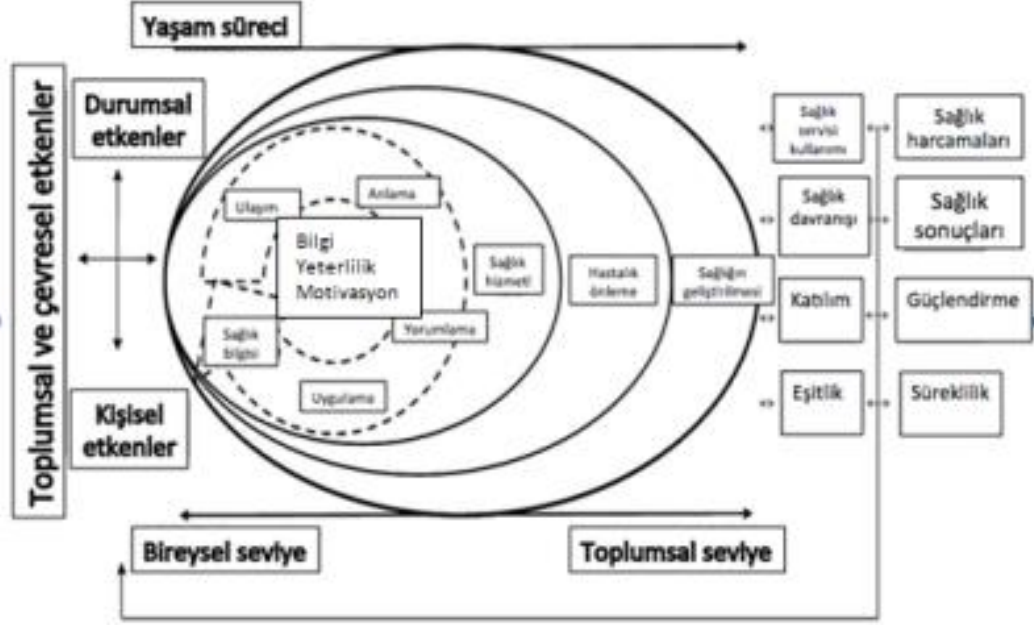 Yaşam süreci
Toplumsal ve çevresel etkenler
Durumsal
etkenler
Kişisel
etkenler
Ulaşım
Anlama
Bilgi
Yeterlilik
Motivasyon
Sağlık
bilgisi
Yorumlama
Uygulama
Sağlık
hizmeti
Hastalık
önleme
Sağlığın
geliştirilmesi
Sağlık
servisi
kullanımı
Sağlık
harcamaları
Sağlık
davranışı
Sağlık
sonuçları
Katılım
Güçlendirme
Eşitlik
Süreklilik
Bireysel seviye
Toplumsal seviye